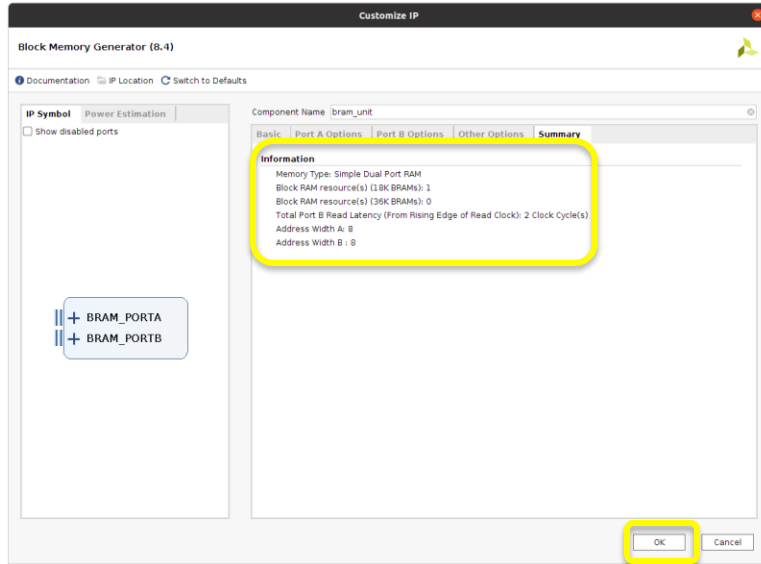 Customize IP
Block Memory Generator (8.4)
Documentation IP Location Switch to Defaults
IP Symbol Power Estimation
Show disabled ports
BRAM_PORTA
BRAM_PORTB
Component Name bram_unit
Basic Port A Options Port B Options Other Options Summary
Information
Memory Type: Simple Dual Port RAM
Block RAM resource(s) (18K BRAMs): 1
Block RAM resource(s) (36K BRAMs): 0
Total Port B Read Latency (From Rising Edge of Read Clock): 2 Clock Cycle(s)
Address Width A: 8
Address Width B : 8
OK Cancel